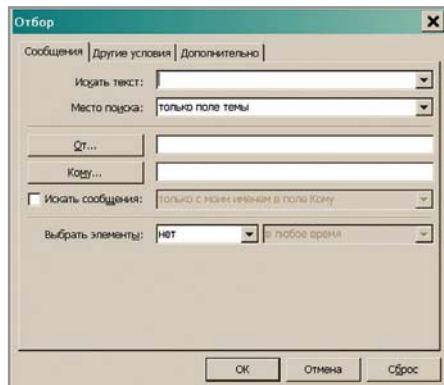 Отбор
Сообщения Другие условия Дополнительно
Искать текст:
Место поиска: только поле темы
От...
Кому...
Искать сообщения: только с моим именем в поле Кому
Выбрать элементы: нет в любое время
ОК Отмена Сброс